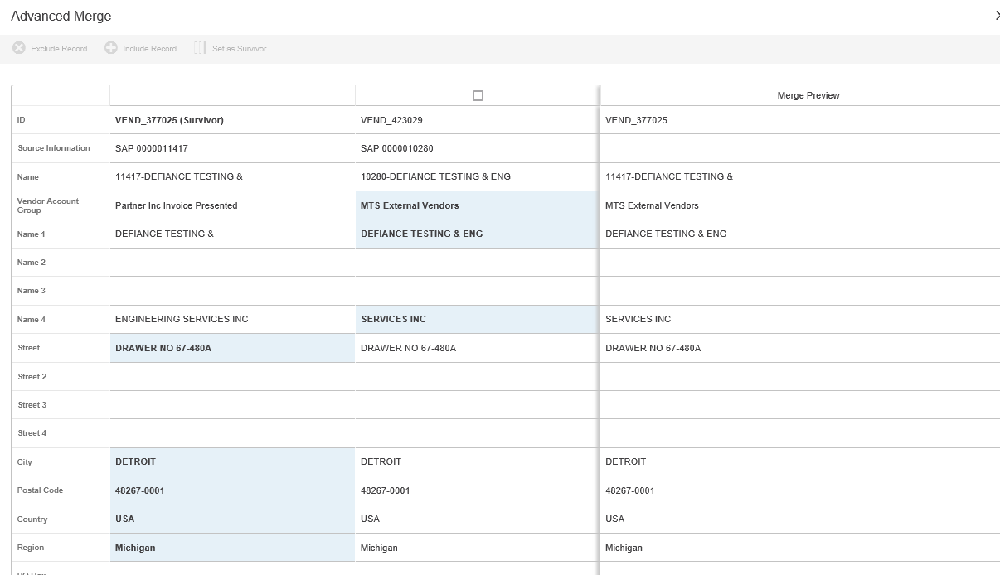 Advanced Merge
Exclude Record Include Record Set as Survivor
Merge Preview
ID VEND_377025 (Survivor) VEND_423029 VEND_377025
Source Information SAP 0000011417 SAP 0000010280
Name 11417-DEFIANCE TESTING & 10280-DEFIANCE TESTING & ENG 11417-DEFIANCE TESTING &
Vendor Account Group Partner Inc Invoice Presented MTS External Vendors MTS External Vendors
Name 1 DEFIANCE TESTING & DEFIANCE TESTING & ENG DEFIANCE TESTING & ENG
Name 2
Name 3
Name 4 ENGINEERING SERVICES INC SERVICES INC SERVICES INC
Street DRAWER NO 67-480A DRAWER NO 67-480A DRAWER NO 67-480A
Street 2
Street 3
Street 4
City DETROIT DETROIT DETROIT
Postal Code 48267-0001 48267-0001 48267-0001
Country USA USA USA
Region Michigan Michigan Michigan
PO Box